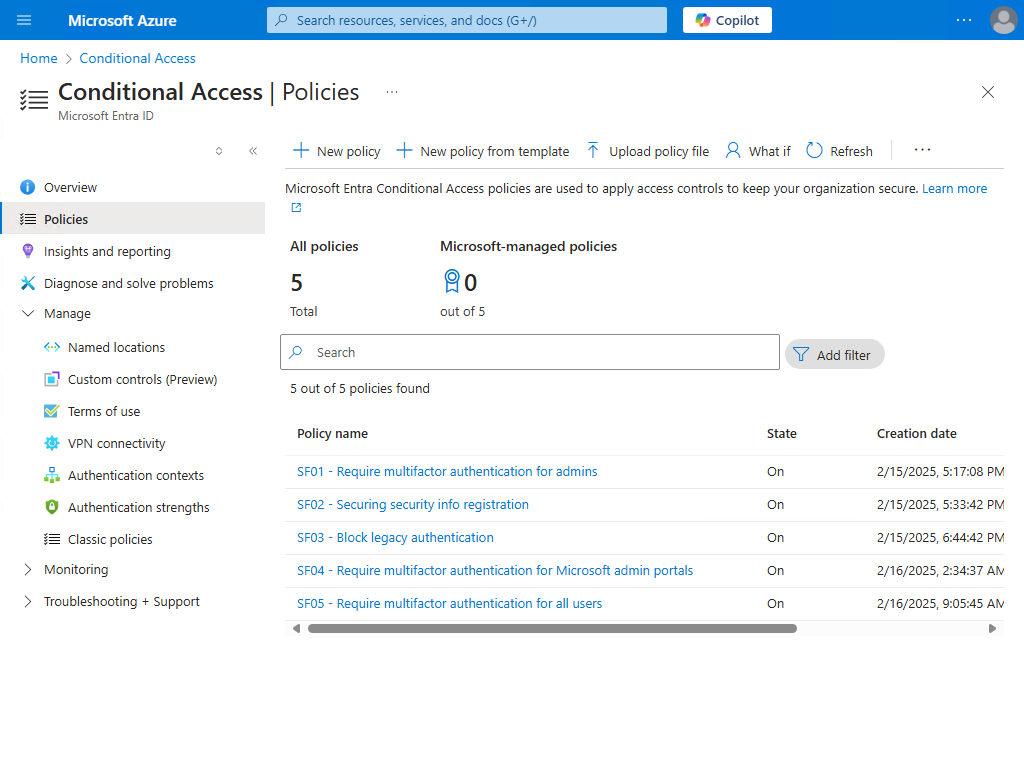 Microsoft Azure
Search resources, services, and docs (G+/)
Copilot
Home > Conditional Access
Conditional Access | Policies
Microsoft Entra ID
New policy
New policy from template
Upload policy file
What if
Refresh
Overview
Policies
Insights and reporting
Diagnose and solve problems
Manage
Named locations
Custom controls (Preview)
Terms of use
VPN connectivity
Authentication contexts
Authentication strengths
Classic policies
Monitoring
Troubleshooting + Support
Microsoft Entra Conditional Access policies are used to apply access controls to keep your organization secure. Learn more
All policies
5
Total
Microsoft-managed policies
0
out of 5
Search
Add filter
5 out of 5 policies found
Policy name State Creation date
SF01 - Require multifactor authentication for admins On 2/15/2025, 5:17:08 PM
SF02 - Securing security info registration On 2/15/2025, 5:33:42 PM
SF03 - Block legacy authentication On 2/15/2025, 6:44:42 PM
SF04 - Require multifactor authentication for Microsoft admin portals On 2/16/2025, 2:34:37 AM
SF05 - Require multifactor authentication for all users On 2/16/2025, 9:05:45 AM